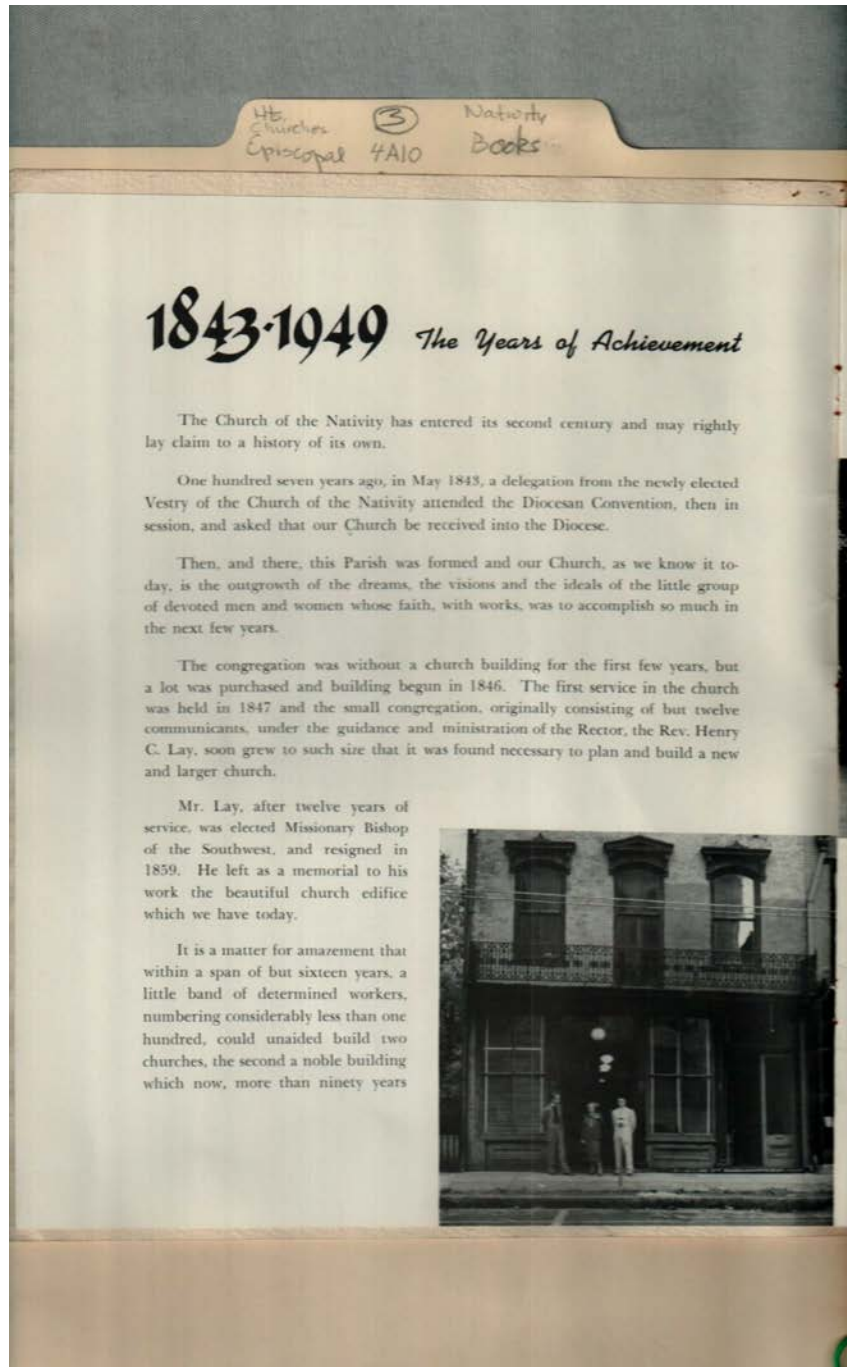 Ht. Churches Episcopal
3
4A10
Nativity
Books
1843-1949 The Years of Achievement
The Church of the Nativity has entered its second century and may rightly
lay claim to a history of its own.
One hundred seven years ago, in May 1843, a delegation from the newly elected
Vestry of the Church of the Nativity attended the Diocesan Convention, then in
session, and asked that our Church be received into the Diocese.
Then, and there, this Parish was formed and our Church, as we know it to-
day, is the outgrowth of the dreams, the visions and the ideals of the little group
of devoted men and women whose faith, with works, was to accomplish so much in
the next few years.
The congregation was without a church building for the first few years, but
a lot was purchased and building begun in 1846. The first service in the church
was held in 1847 and the small congregation, originally consisting of but twelve
communicants, under the guidance and ministration of the Rector, the Rev. Henry
C. Lay, soon grew to such size that it was found necessary to plan and build a new
and larger church.
Mr. Lay, after twelve years of
service, was elected Missionary Bishop
of the Southwest, and resigned in
1859. He left as a memorial to his
work the beautiful church edifice
which we have today.
It is a matter for amazement that
within a span of but sixteen years, a
little band of determined workers,
numbering considerably less than one
hundred, could unaided build two
churches, the second a noble building
which now, more than ninety years